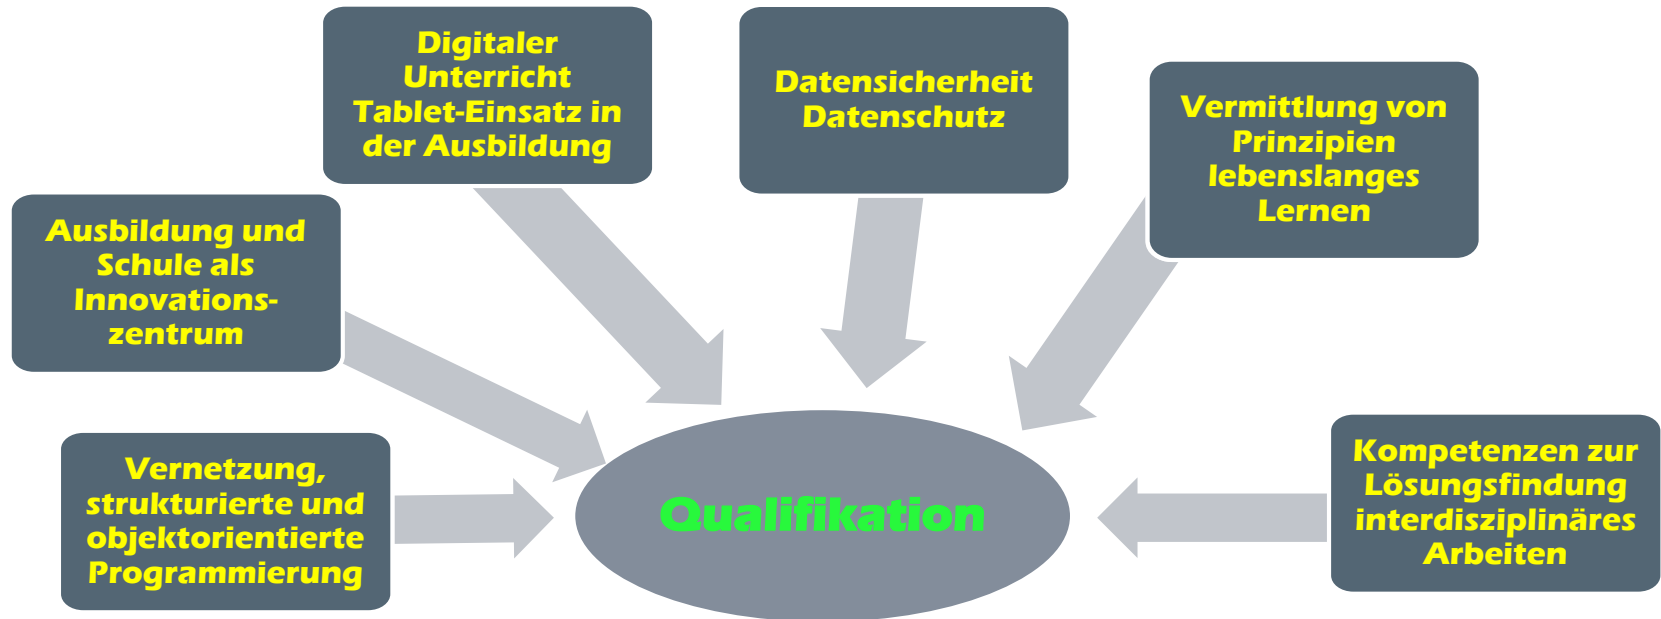 Digitaler
Unterricht
Tablet-Einsatz in
der Ausbildung
Datensicherheit
Datenschutz
Vermittlung von
Prinzipien
lebenslanges
Lernen
Ausbildung und
Schule als
Innovations-
zentrum
Vernetzung,
strukturierte und
objektorientierte
Programmierung
Qualifikation
Kompetenzen zur
Lösungsfindung
interdisziplinäres
Arbeiten